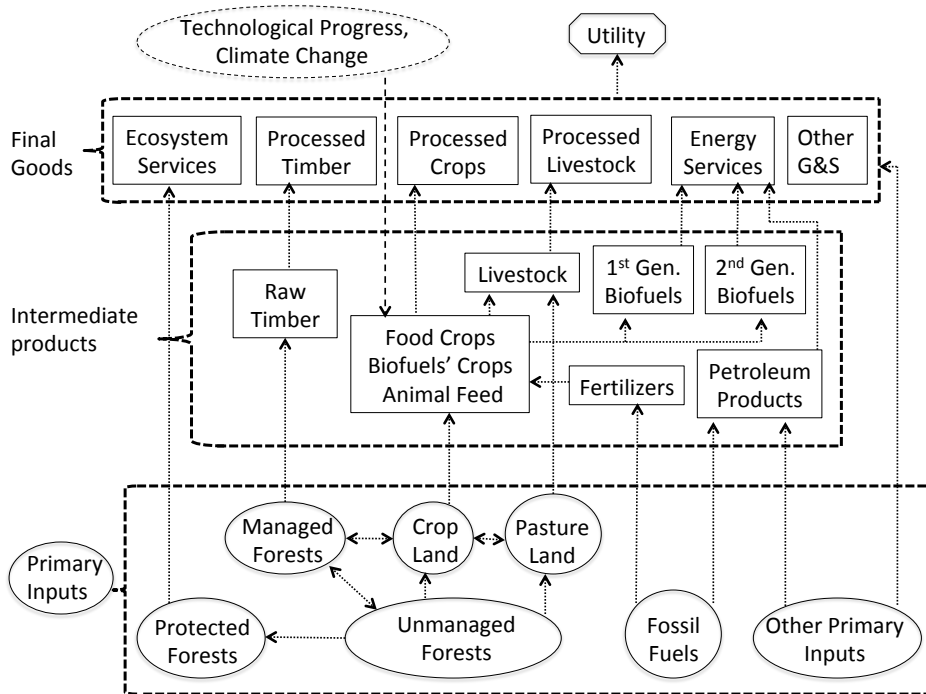 Technological Progress,
Climate Change
Utility
Final
Goods
Ecosystem
Services
Processed
Timber
Processed
Crops
Processed
Livestock
Energy
Services
Other
G&S
Intermediate
products
Raw
Timber
Livestock
1st Gen.
Biofuels
2nd Gen.
Biofuels
Food Crops
Biofuels’ Crops
Animal Feed
Fertilizers
Petroleum
Products
Primary
Inputs
Managed
Forests
Crop
Land
Pasture
Land
Protected
Forests
Unmanaged
Forests
Fossil
Fuels
Other Primary
Inputs